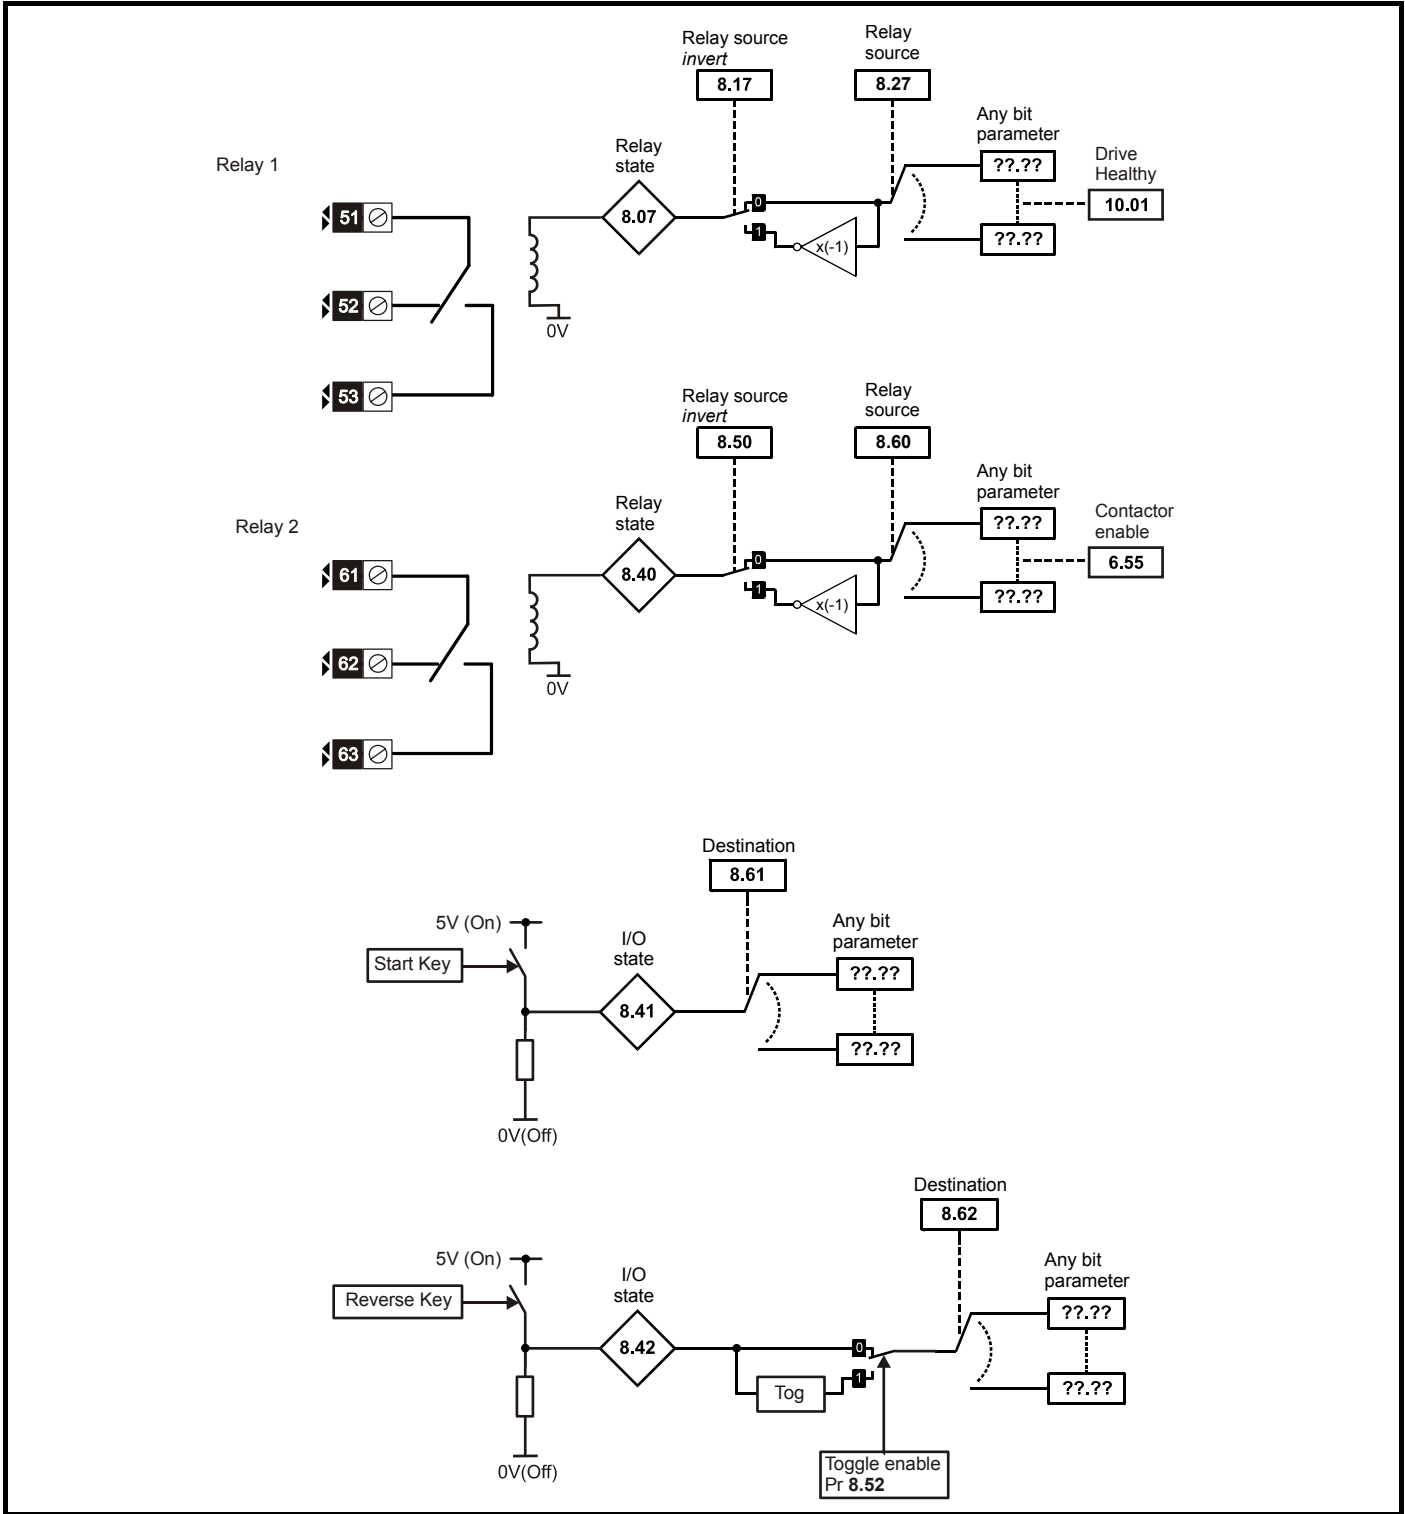 Relay source
invert
8.17
Relay
source
8.27
Any bit
parameter
??.??
??.??
Drive
Healthy
10.01
Relay 1
Relay
state
8.07
0
1
x(-1)
51
52
53
0V
Relay source
invert
8.50
Relay
source
8.60
Any bit
parameter
??.??
??.??
Contactor
enable
6.55
Relay 2
Relay
state
8.40
0
1
x(-1)
61
62
63
0V
Destination
8.61
5V (On)
Start Key
I/O
state
8.41
Any bit
parameter
??.??
??.??
0V(Off)
Destination
8.62
5V (On)
Reverse Key
I/O
state
8.42
0
1
Tog
Any bit
parameter
??.??
??.??
0V(Off)
Toggle enable
Pr 8.52